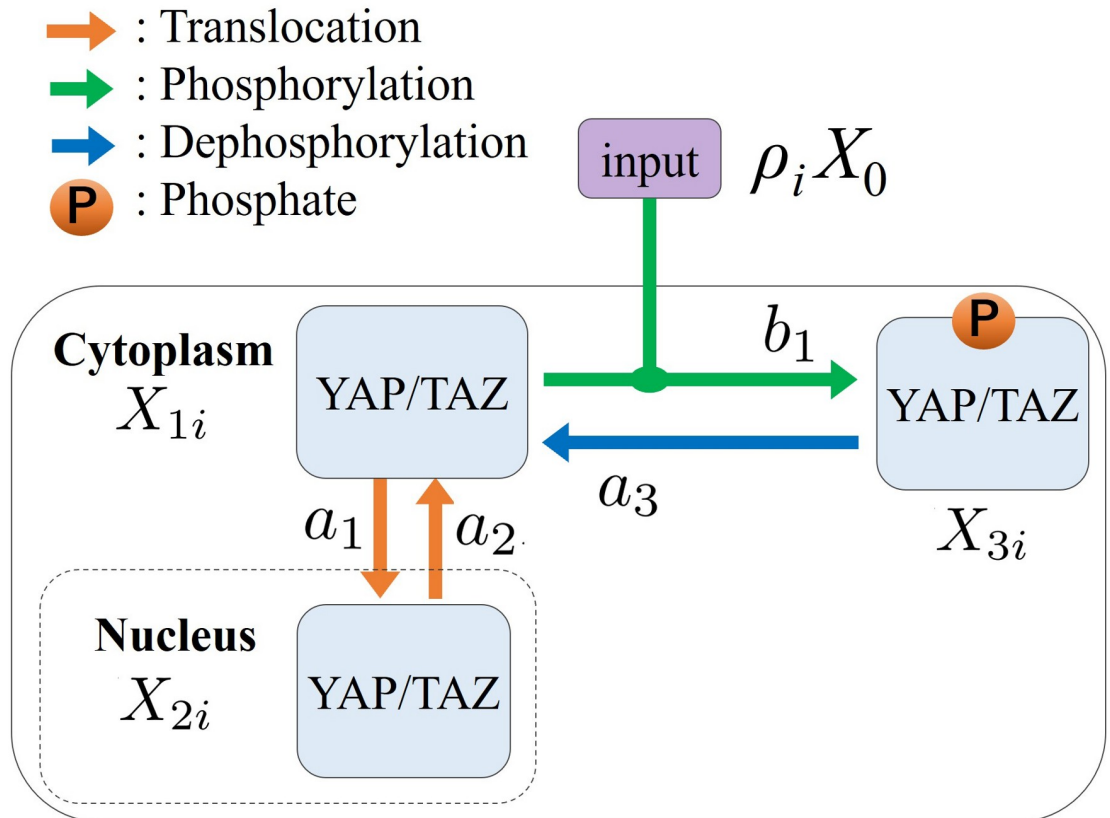 : Translocation
: Phosphorylation
: Dephosphorylation
P : Phosphate
input ρᵢX₀
Cytoplasm
X₁ᵢ
YAP/TAZ
b₁
P
YAP/TAZ
X₃ᵢ
a₃
a₁
a₂
Nucleus
X₂ᵢ
YAP/TAZ